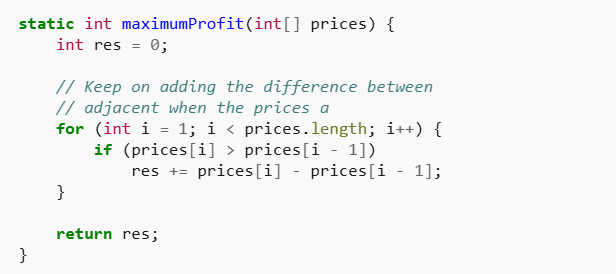 static int maximumProfit(int[] prices) {
    int res = 0;

    // Keep on adding the difference between
    // adjacent when the prices a
    for (int i = 1; i < prices.length; i++) {
        if (prices[i] > prices[i - 1])
            res += prices[i] - prices[i - 1];
    }

    return res;
}